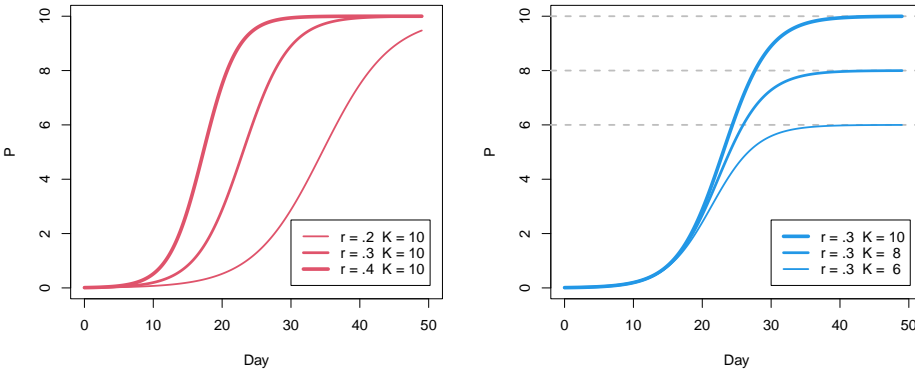 10
8
6
4
2
0
P
r = .2 K = 10
r = .3 K = 10
r = .4 K = 10
0 10 20 30 40 50
Day
10
8
6
4
2
0
P
r = .3 K = 10
r = .3 K = 8
r = .3 K = 6
0 10 20 30 40 50
Day